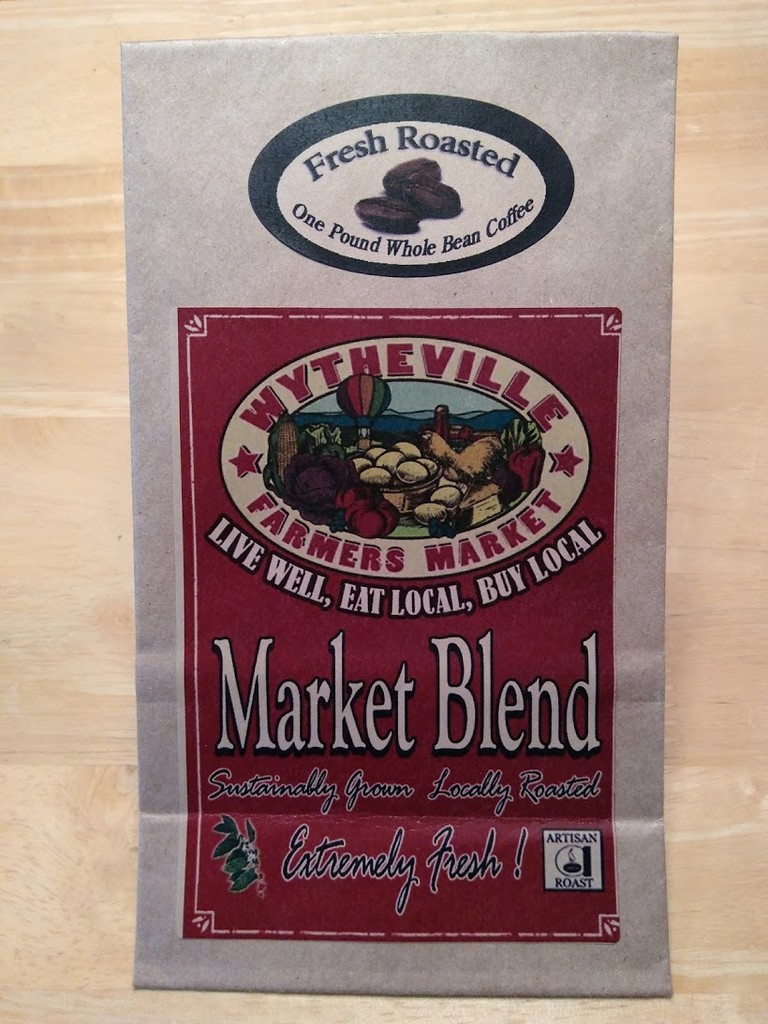 Fresh Roasted
One Pound Whole Bean Coffee
WYTHEVILLE
FARMERS MARKET
LIVE WELL, EAT LOCAL, BUY LOCAL
Market Blend
Sustainably Grown Locally Roasted
Extremely Fresh !
ARTISAN
ROAST